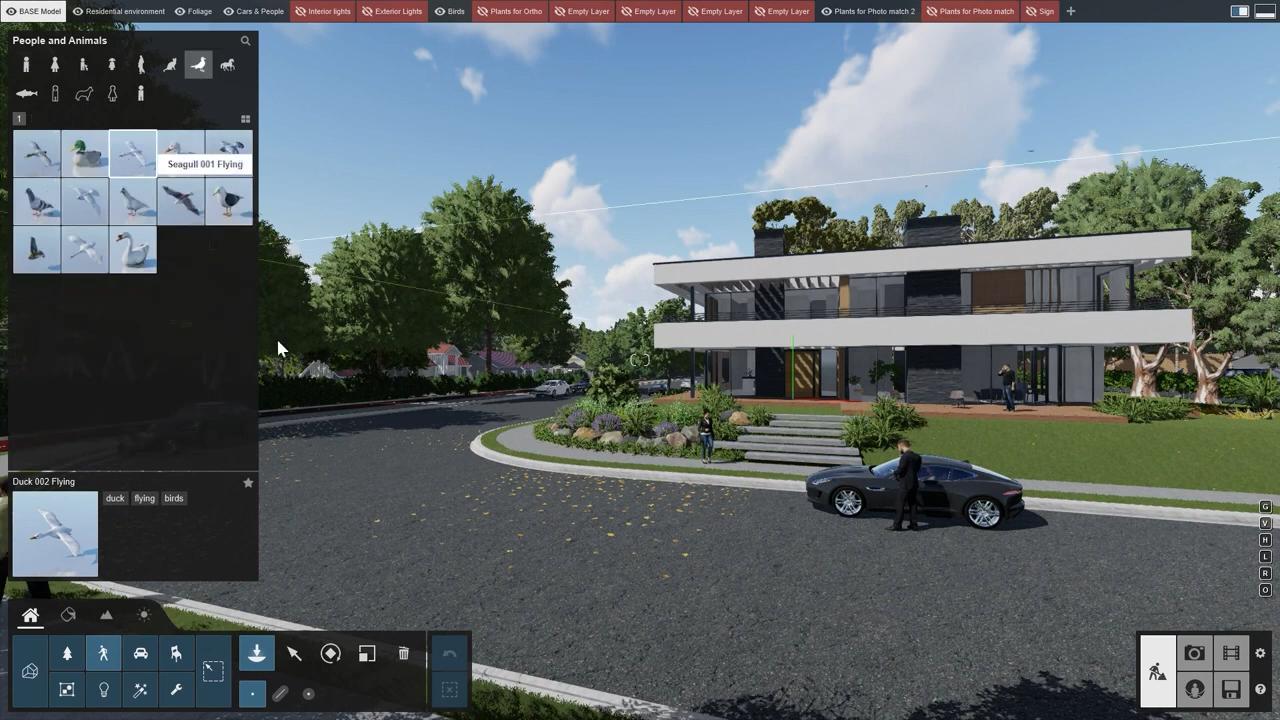 BASE Model Residential environment Foliage Cars & People Interior lights Exterior Lights Birds Plants for Ortho Empty Layer Empty Layer Empty Layer Empty Layer Plants for Photo match 2 Plants for Photo match Sign
People and Animals
1
Seagull 001 Flying
Duck 002 Flying
duck flying birds
G
V
H
L
R
O